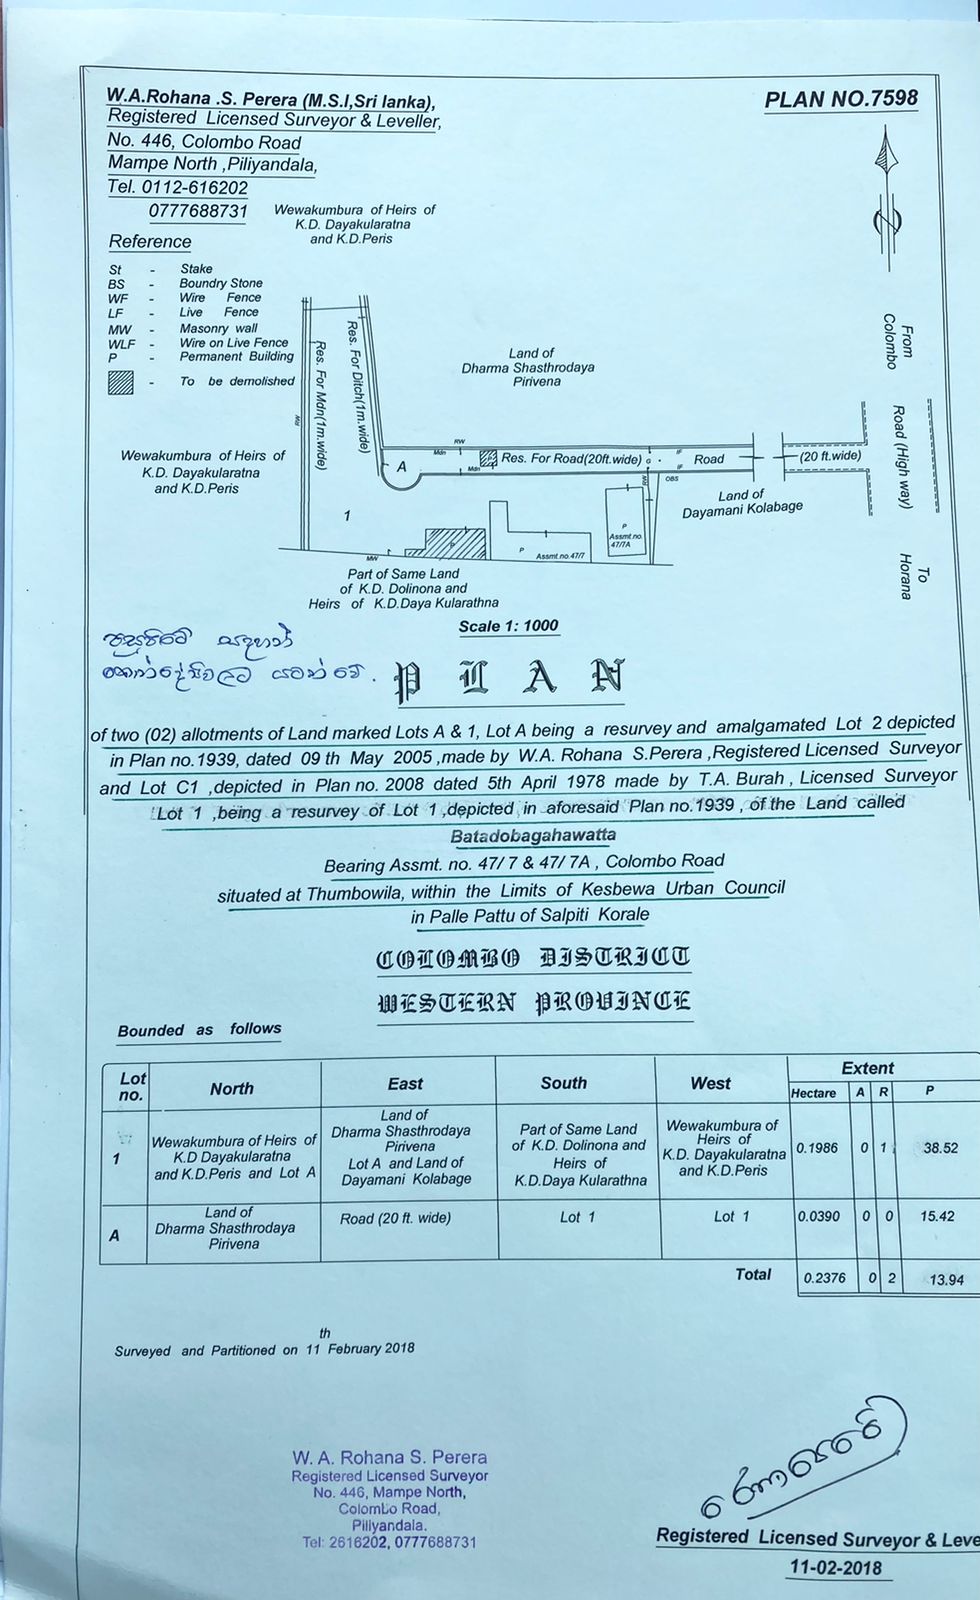 W.A.Rohana .S. Perera (M.S.I,Sri lanka),
Registered Licensed Surveyor & Leveller,
No. 446, Colombo Road
Mampe North ,Piliyandala,
Tel. 0112-616202
0777688731
PLAN NO.7598
Wewakumbura of Heirs of
K.D. Dayakularatna
and K.D.Peris
Reference
St - Stake
BS - Boundry Stone
WF - Wire Fence
LF - Live Fence
MW - Masonry wall
WLF - Wire on Live Fence
P - Permanent Building
- To be demolished
Res. For Mdn(1m.wide)
Res. For Ditch(1m.wide)
Land of
Dharma Shasthrodaya
Pirivena
From
Colombo
Road (High way)
To
Horana
RW
Wewakumbura of Heirs of
K.D. Dayakularatna
and K.D.Peris
RW
Mdn
A
Mdn
Res. For Road(20ft.wide)
G
IF
IF
Road
(20 ft.wide)
RW
OBS
Land of
Dayamani Kolabage
1
P
Assmt.no.
47/7A
P
P
Assmt.no.47/7
MW
Part of Same Land
of K.D. Dolinona and
Heirs of K.D.Daya Kularathna
Scale 1: 1000
පසුපිටේ සඳහන්
කොන්දේසිවලට යටත් වේ.
PLAN
of two (02) allotments of Land marked Lots A & 1, Lot A being a resurvey and amalgamated Lot 2 depicted
in Plan no.1939, dated 09 th May 2005 ,made by W.A. Rohana S.Perera ,Registered Licensed Surveyor
and Lot C1 ,depicted in Plan no. 2008 dated 5th April 1978 made by T.A. Burah , Licensed Surveyor
Lot 1 ,being a resurvey of Lot 1 ,depicted in aforesaid Plan no.1939 , of the Land called
Batadobagahawatta
Bearing Assmt. no. 47/ 7 & 47/ 7A , Colombo Road
situated at Thumbowila, within the Limits of Kesbewa Urban Council
in Palle Pattu of Salpiti Korale
COLOMBO DISTRICT
WESTERN PROVINCE
Bounded as follows
Lot no. North East South West Extent
Hectare A R P
1 Wewakumbura of Heirs of K.D Dayakularatna and K.D.Peris and Lot A Land of Dharma Shasthrodaya Pirivena Lot A and Land of Dayamani Kolabage Part of Same Land of K.D. Dolinona and Heirs of K.D.Daya Kularathna Wewakumbura of Heirs of K.D. Dayakularatna and K.D.Peris 0.1986 0 1 38.52
A Land of Dharma Shasthrodaya Pirivena Road (20 ft. wide) Lot 1 Lot 1 0.0390 0 0 15.42
Total 0.2376 0 2 13.94
Surveyed and Partitioned on 11th February 2018
W. A. Rohana S. Perera
Registered Licensed Surveyor
No. 446, Mampe North,
Colombo Road,
Piliyandala.
Tel: 2616202, 0777688731
Registered Licensed Surveyor & Leve
11-02-2018